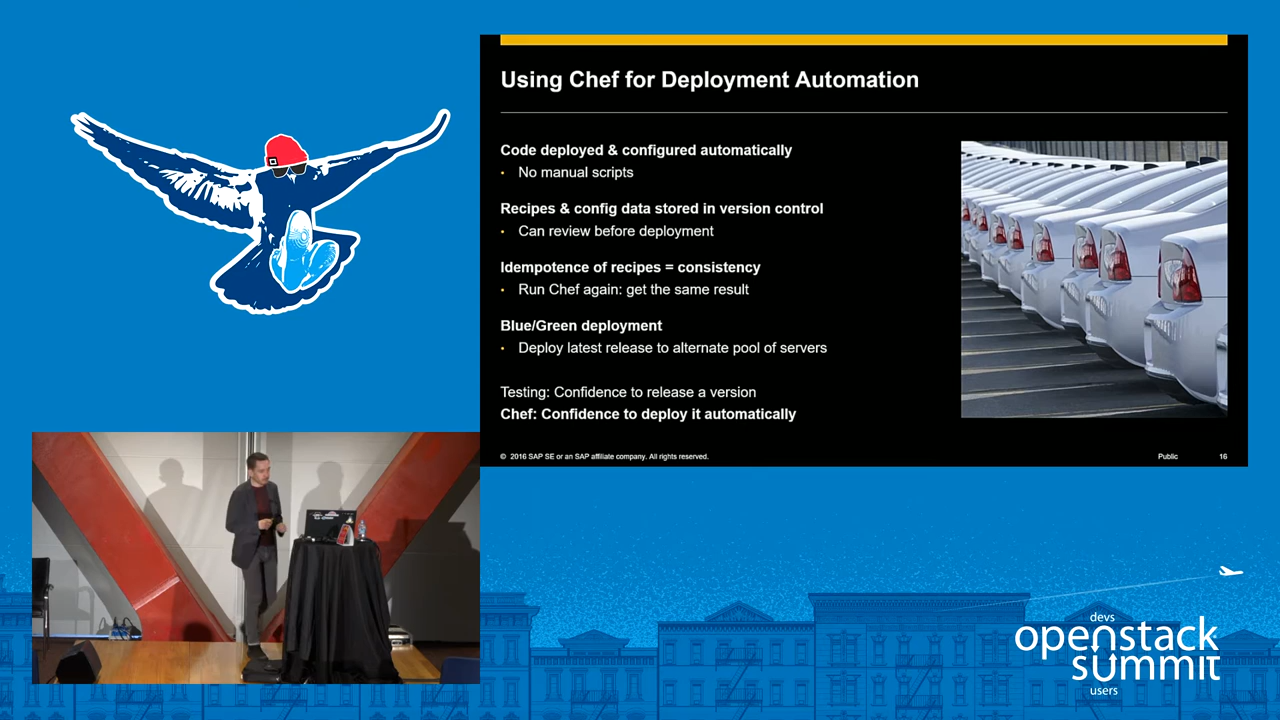 Using Chef for Deployment Automation
Code deployed & configured automatically
• No manual scripts
Recipes & config data stored in version control
• Can review before deployment
Idempotence of recipes = consistency
• Run Chef again: get the same result
Blue/Green deployment
• Deploy latest release to alternate pool of servers
Testing: Confidence to release a version
Chef: Confidence to deploy it automatically
© 2016 SAP SE or an SAP affiliate company. All rights reserved.
Public
16
devs
openstack
summit
users